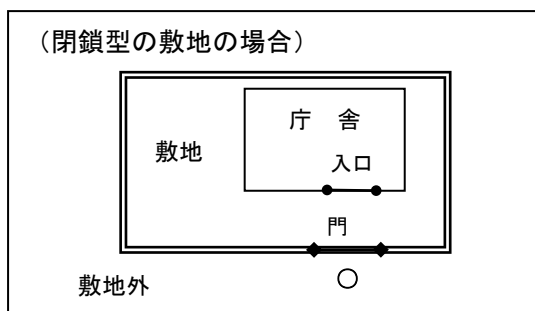 （閉鎖型の敷地の場合）
庁 舎
敷地
入口
門
敷地外